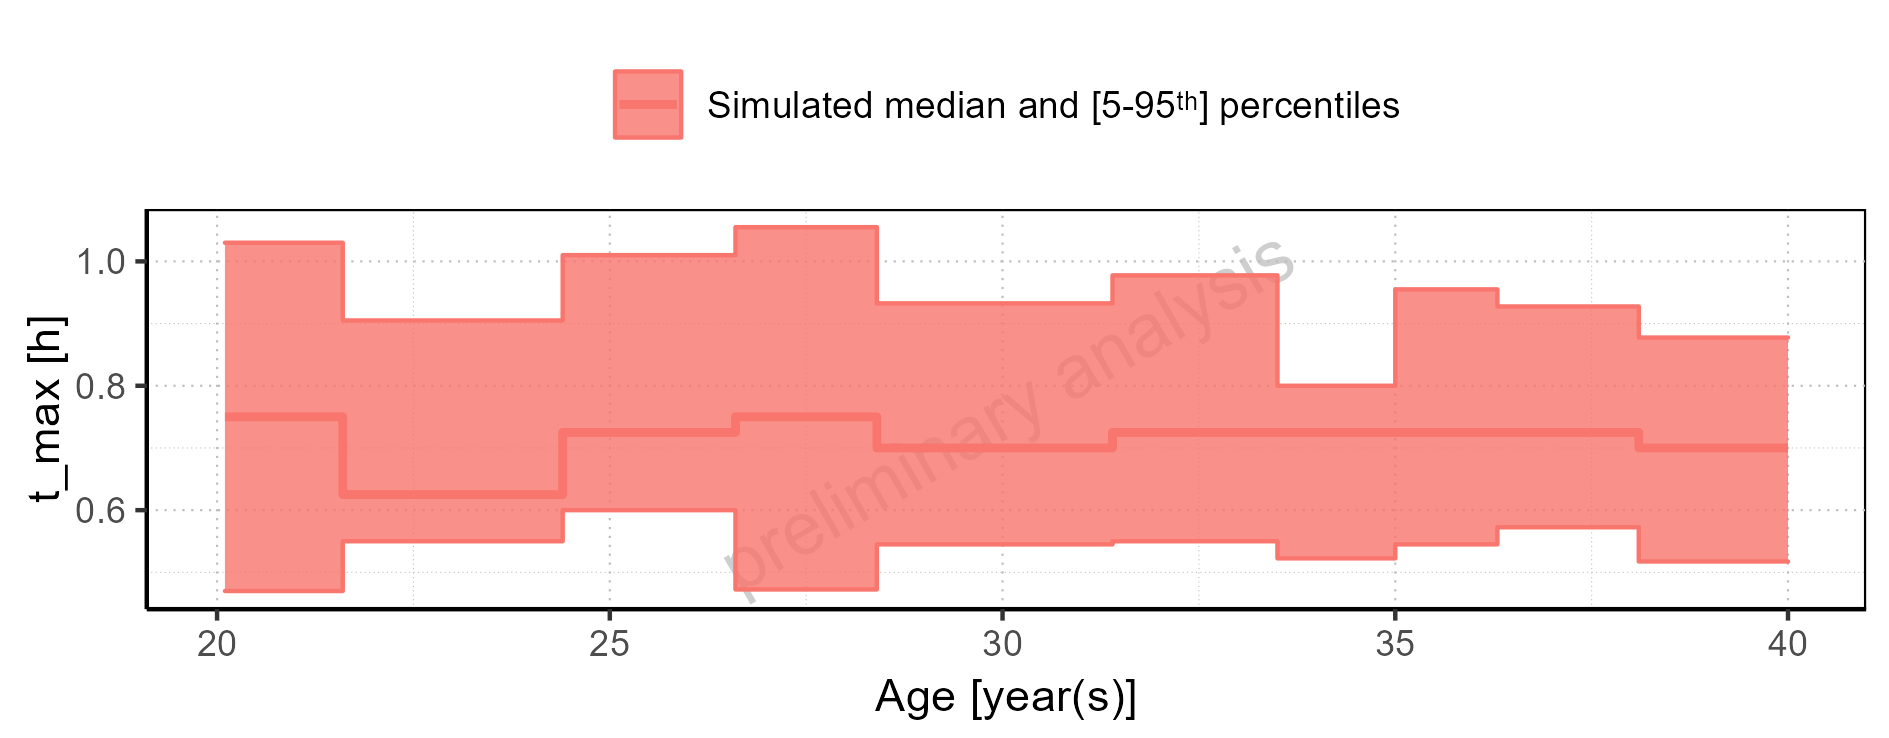 Simulated median and [5-95th] percentiles
t_max [h]
1.0
0.8
0.6
preliminary analysis
20 25 30 35 40
Age [year(s)]